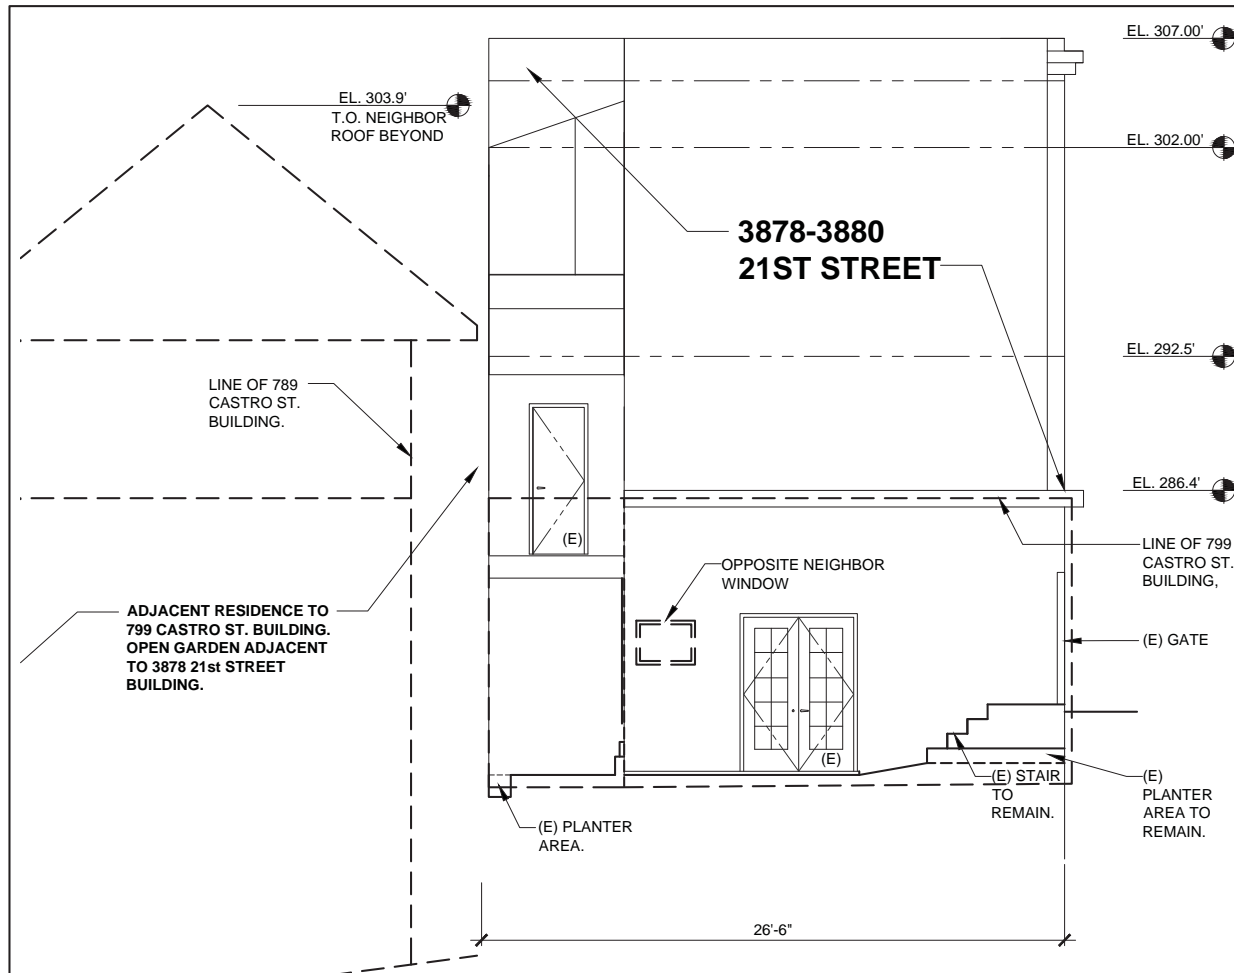 EL. 307.00'
EL. 303.9'
T.O. NEIGHBOR
ROOF BEYOND
EL. 302.00'
3878-3880
21ST STREET
EL. 292.5'
LINE OF 789
CASTRO ST.
BUILDING.
EL. 286.4'
(E)
LINE OF 799
CASTRO ST.
BUILDING,
OPPOSITE NEIGHBOR
WINDOW
ADJACENT RESIDENCE TO
799 CASTRO ST. BUILDING.
OPEN GARDEN ADJACENT
TO 3878 21st STREET
BUILDING.
(E) GATE
(E)
(E) STAIR
TO
REMAIN.
(E)
PLANTER
AREA TO
REMAIN.
(E) PLANTER
AREA.
26'-6"